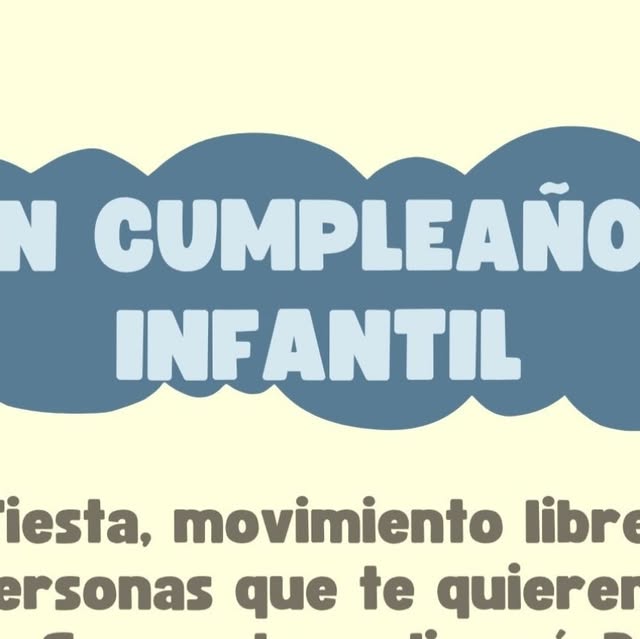 N CUMPLEAÑO
INFANTIL
iesta, movimiento libre
ersonas que te quieren